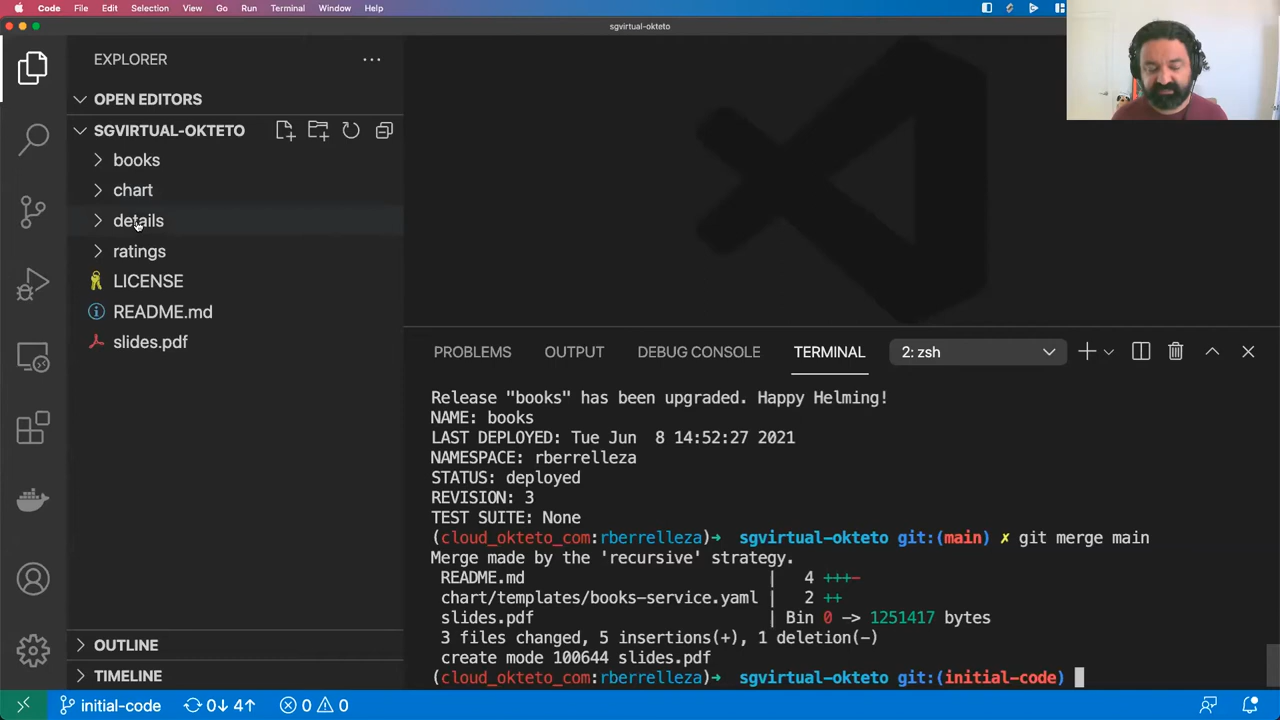 Code File Edit Selection View Go Run Terminal Window Help
sgvirtual-okteto
EXPLORER
OPEN EDITORS
SGVIRTUAL-OKTETO
books
chart
details
ratings
LICENSE
README.md
slides.pdf
OUTLINE
TIMELINE
PROBLEMS OUTPUT DEBUG CONSOLE TERMINAL 2: zsh
Release "books" has been upgraded. Happy Helming!
NAME: books
LAST DEPLOYED: Tue Jun  8 14:52:27 2021
NAMESPACE: rberrelleza
STATUS: deployed
REVISION: 3
TEST SUITE: None
(cloud_okteto_com:rberrelleza)→ sgvirtual-okteto git:(main) ✗ git merge main
Merge made by the 'recursive' strategy.
README.md | 4 +++-
chart/templates/books-service.yaml | 2 ++
slides.pdf | Bin 0 -> 1251417 bytes
3 files changed, 5 insertions(+), 1 deletion(-)
create mode 100644 slides.pdf
(cloud_okteto_com:rberrelleza)→ sgvirtual-okteto git:(initial-code)
initial-code 0↓ 4↑ 0 0